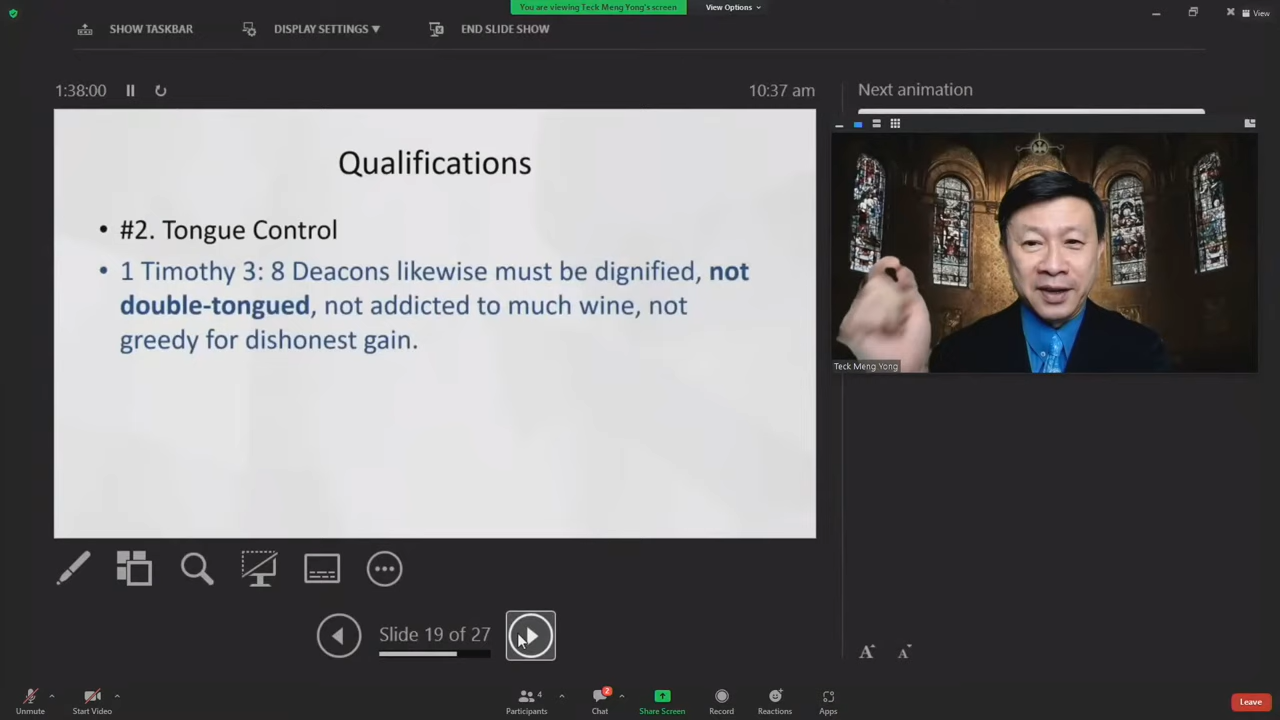 You are viewing Teck Meng Yong's screen
View Options
View
SHOW TASKBAR
DISPLAY SETTINGS
END SLIDE SHOW
1:38:00
10:37 am
Next animation
Qualifications
• #2. Tongue Control
• 1 Timothy 3: 8 Deacons likewise must be dignified, not
double-tongued, not addicted to much wine, not
greedy for dishonest gain.
Teck Meng Yong
Slide 19 of 27
A A
Unmute
Start Video
4
Participants
2
Chat
Share Screen
Record
Reactions
Apps
Leave